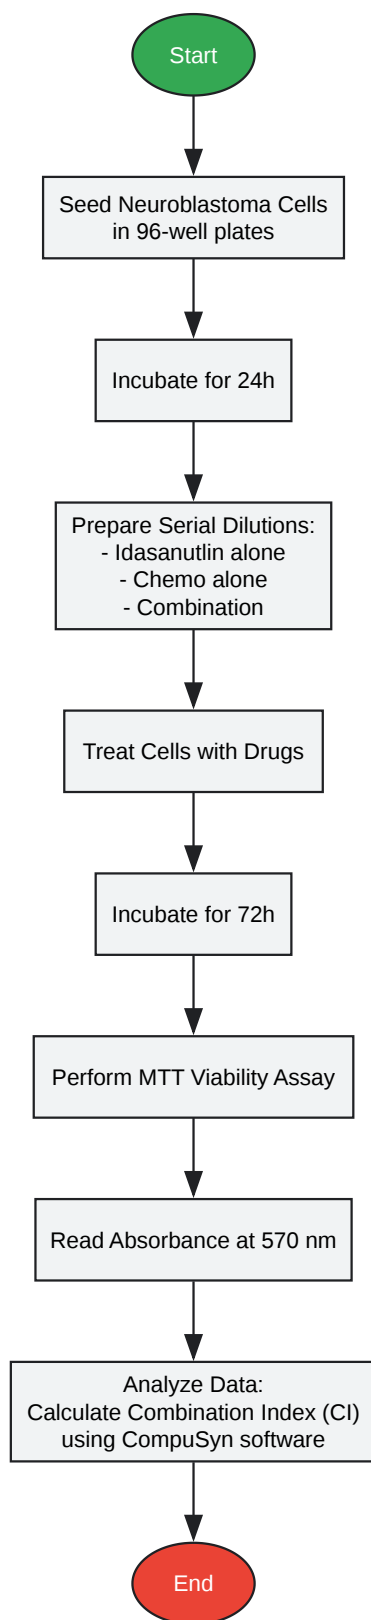 Start
Seed Neuroblastoma Cells
in 96-well plates
Incubate for 24h
Prepare Serial Dilutions:
- Idasanutlin alone
- Chemo alone
- Combination
Treat Cells with Drugs
Incubate for 72h
Perform MTT Viability Assay
Read Absorbance at 570 nm
Analyze Data:
Calculate Combination Index (CI)
using CompuSyn software
End